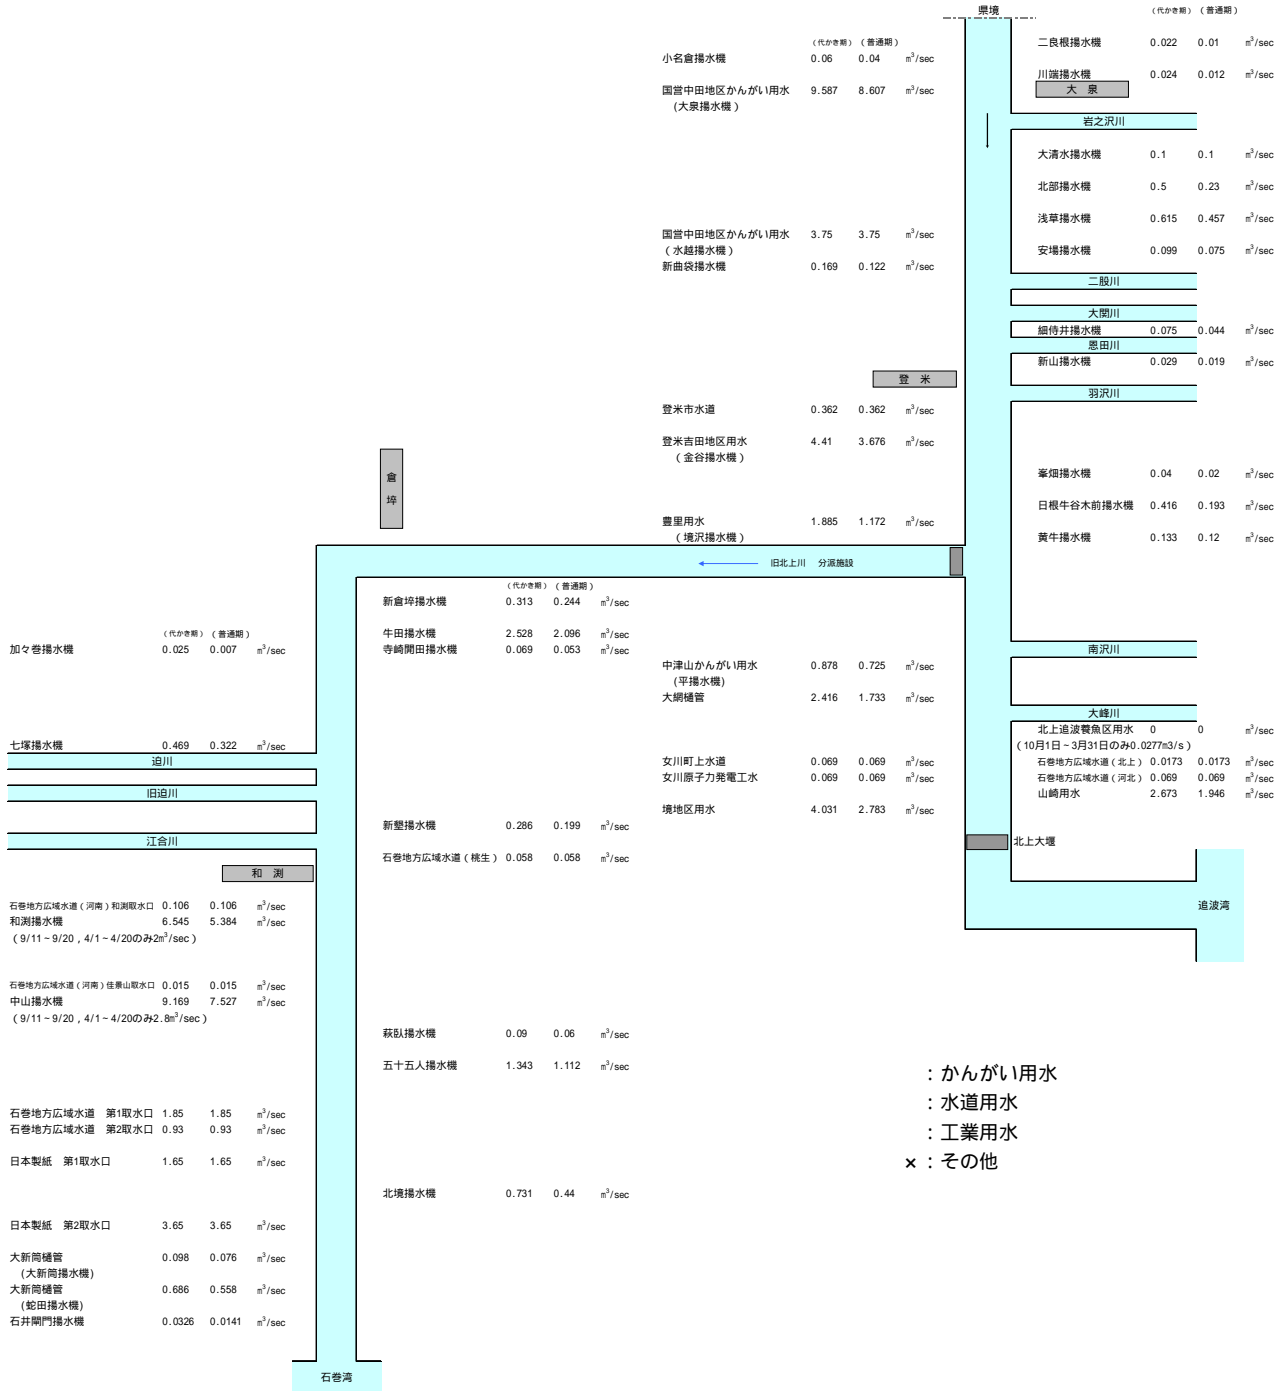 県境
(代かき期) (普通期)
二良根揚水機 0.022 0.01 m³/sec
川端揚水機 0.024 0.012 m³/sec
大 泉
岩之沢川
大清水揚水機 0.1 0.1 m³/sec
北部揚水機 0.5 0.23 m³/sec
浅草揚水機 0.615 0.457 m³/sec
安場揚水機 0.099 0.075 m³/sec
二股川
大関川
細侍井揚水機 0.075 0.044 m³/sec
恩田川
新山揚水機 0.029 0.019 m³/sec
羽沢川
峯畑揚水機 0.04 0.02 m³/sec
日根牛谷木前揚水機 0.416 0.193 m³/sec
黄牛揚水機 0.133 0.12 m³/sec
南沢川
大峰川
北上追波養魚区用水 0 0 m³/sec
(10月1日~3月31日のみ0.0277m3/s)
石巻地方広域水道(北上) 0.0173 0.0173 m³/sec
石巻地方広域水道(河北) 0.069 0.069 m³/sec
山崎用水 2.673 1.946 m³/sec
北上大堰
追波湾
(代かき期) (普通期)
小名倉揚水機 0.06 0.04 m³/sec
国営中田地区かんがい用水 9.587 8.607 m³/sec
(大泉揚水機)
国営中田地区かんがい用水 3.75 3.75 m³/sec
(水越揚水機)
新曲袋揚水機 0.169 0.122 m³/sec
登 米
登米市水道 0.362 0.362 m³/sec
登米吉田地区用水 4.41 3.676 m³/sec
(金谷揚水機)
豊里用水 1.885 1.172 m³/sec
(境沢揚水機)
旧北上川 分派施設
中津山かんがい用水 0.878 0.725 m³/sec
(平揚水機)
大網樋管 2.416 1.733 m³/sec
女川町上水道 0.069 0.069 m³/sec
女川原子力発電工水 0.069 0.069 m³/sec
境地区用水 4.031 2.783 m³/sec
倉
埣
(代かき期) (普通期)
新倉埣揚水機 0.313 0.244 m³/sec
牛田揚水機 2.528 2.096 m³/sec
寺崎開田揚水機 0.069 0.053 m³/sec
新墾揚水機 0.286 0.199 m³/sec
石巻地方広域水道(桃生) 0.058 0.058 m³/sec
萩臥揚水機 0.09 0.06 m³/sec
五十五人揚水機 1.343 1.112 m³/sec
北境揚水機 0.731 0.44 m³/sec
(代かき期) (普通期)
加々巻揚水機 0.025 0.007 m³/sec
七塚揚水機 0.469 0.322 m³/sec
迫川
旧迫川
江合川
和 渕
石巻地方広域水道(河南)和渕取水口 0.106 0.106 m³/sec
和渕揚水機 6.545 5.384 m³/sec
(9/11~9/20,4/1~4/20のみ2m³/sec)
石巻地方広域水道(河南)佳景山取水口 0.015 0.015 m³/sec
中山揚水機 9.169 7.527 m³/sec
(9/11~9/20,4/1~4/20のみ2.8m³/sec)
石巻地方広域水道 第1取水口 1.85 1.85 m³/sec
石巻地方広域水道 第2取水口 0.93 0.93 m³/sec
日本製紙 第1取水口 1.65 1.65 m³/sec
日本製紙 第2取水口 3.65 3.65 m³/sec
大新筒樋管 0.098 0.076 m³/sec
(大新筒揚水機)
大新筒樋管 0.686 0.558 m³/sec
(蛇田揚水機)
石井閘門揚水機 0.0326 0.0141 m³/sec
石巻湾
:かんがい用水
:水道用水
:工業用水
×:その他